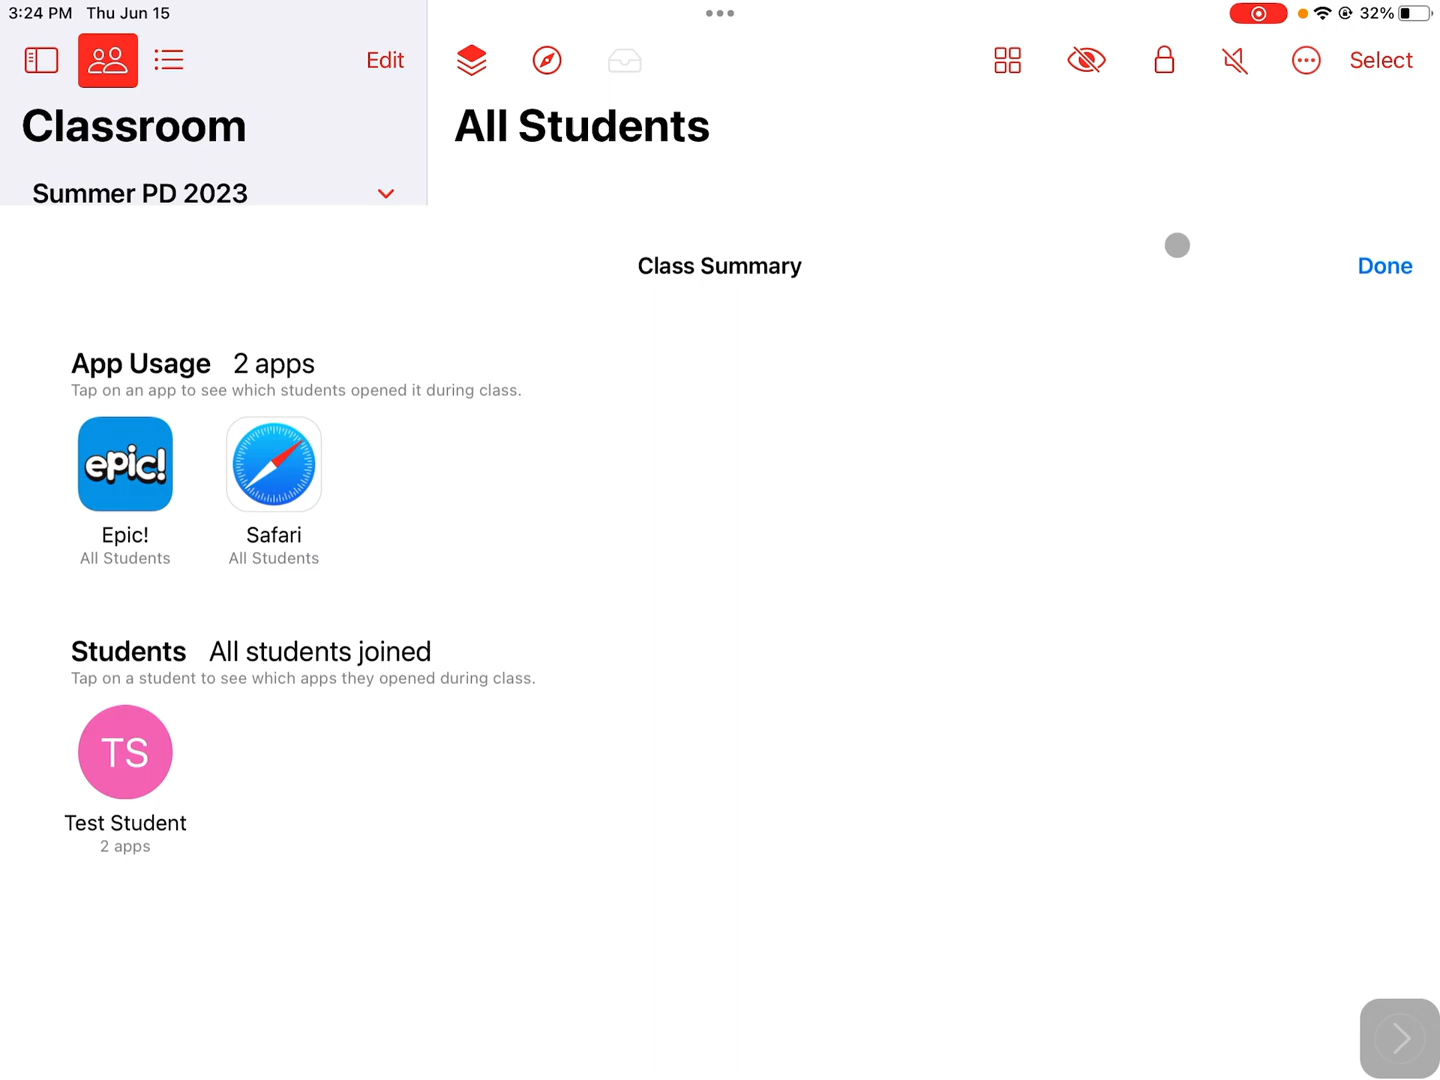 3:24 PM Thu Jun 15
32%
Edit
Select
Classroom
All Students
Summer PD 2023
Class Summary
Done
App Usage 2 apps
Tap on an app to see which students opened it during class.
epic!
Epic!
Safari
All Students
All Students
Students All students joined
Tap on a student to see which apps they opened during class.
TS
Test Student
2 apps